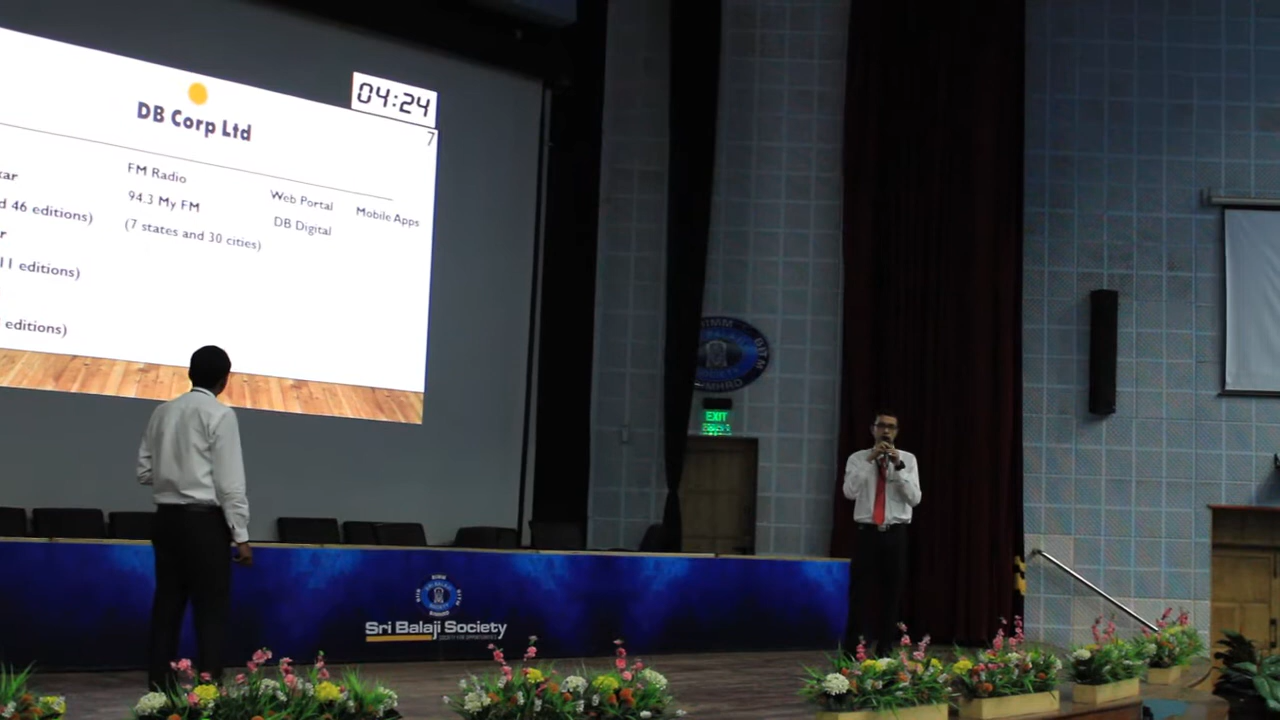 04:24
7
DB Corp Ltd
kar
d 46 editions)
r
11 editions)
editions)
FM Radio
94.3 My FM
(7 states and 30 cities)
Web Portal
DB Digital
Mobile Apps
EXIT
Sri Balaji Society